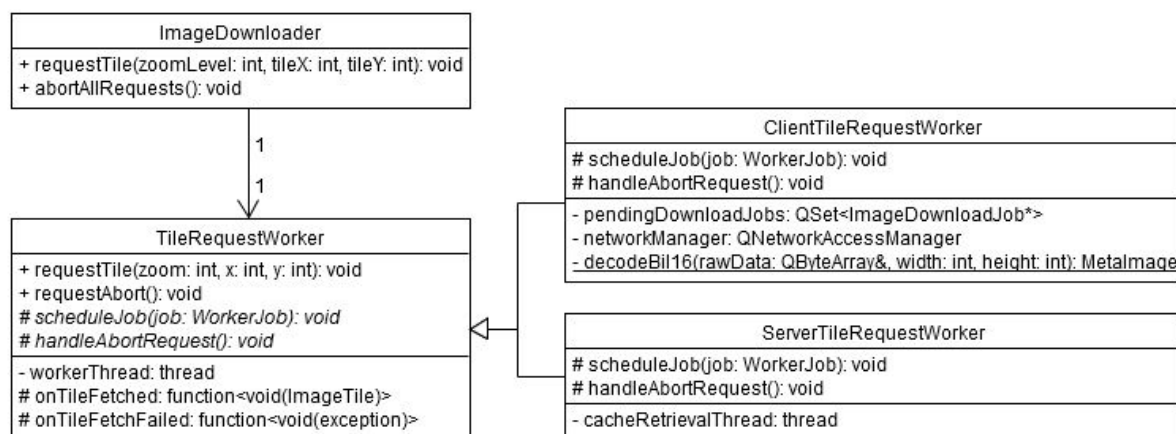 ImageDownloader
+ requestTile(zoomLevel: int, tileX: int, tileY: int): void
+ abortAllRequests(): void
1
1
TileRequestWorker
+ requestTile(zoom: int, x: int, y: int): void
+ requestAbort(): void
# scheduleJob(job: WorkerJob): void
# handleAbortRequest(): void
- workerThread: thread
# onTileFetched: function<void(ImageTile)>
# onTileFetchFailed: function<void(exception)>
ClientTileRequestWorker
# scheduleJob(job: WorkerJob): void
# handleAbortRequest(): void
- pendingDownloadJobs: QSet<ImageDownloadJob*>
- networkManager: QNetworkAccessManager
- decodeBil16(rawData: QByteArray&, width: int, height: int): MetaImage
ServerTileRequestWorker
# scheduleJob(job: WorkerJob): void
# handleAbortRequest(): void
- cacheRetrievalThread: thread